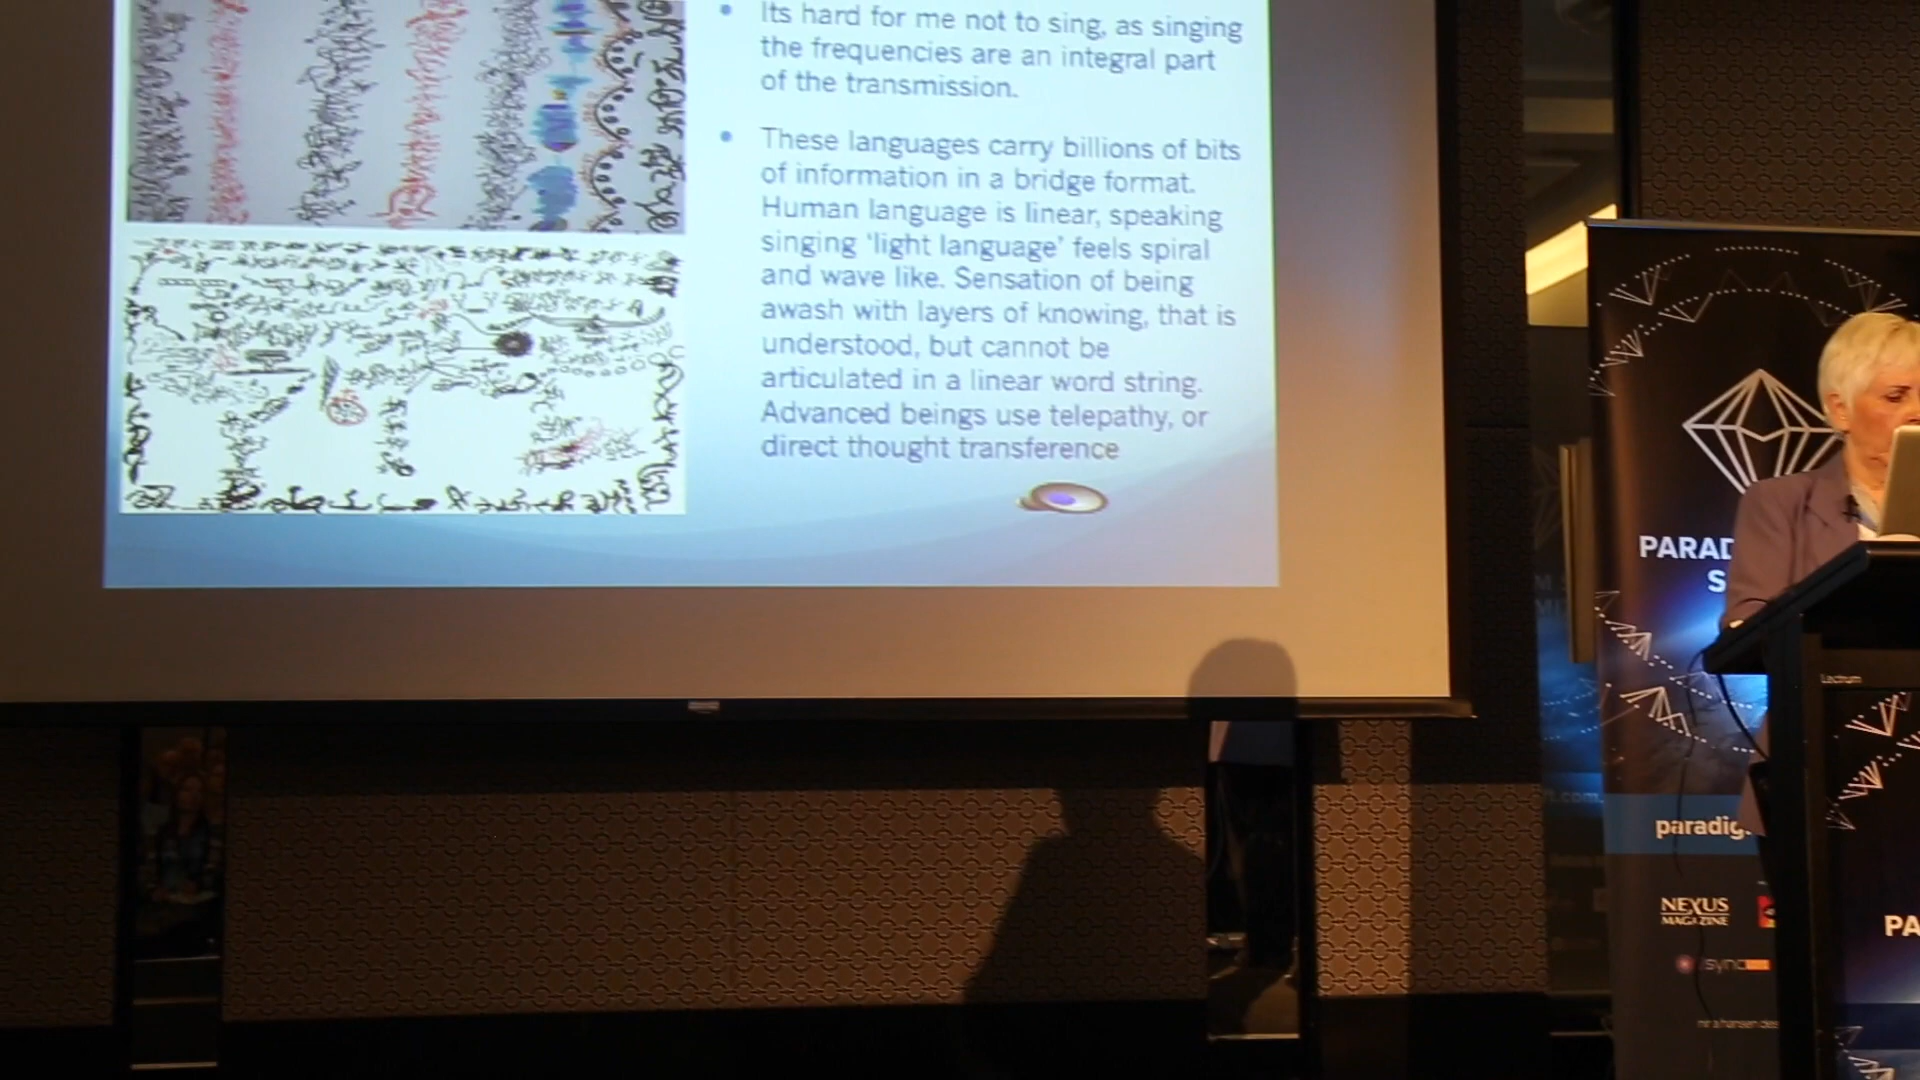 Its hard for me not to sing, as singing
the frequencies are an integral part
of the transmission.
These languages carry billions of bits
of information in a bridge format.
Human language is linear, speaking
singing 'light language' feels spiral
and wave like. Sensation of being
awash with layers of knowing, that is
understood, but cannot be
articulated in a linear word string.
Advanced beings use telepathy, or
direct thought transference
PARAD
S
paradig
NEXUS
MAGAZINE
sync
Lectrum
PA